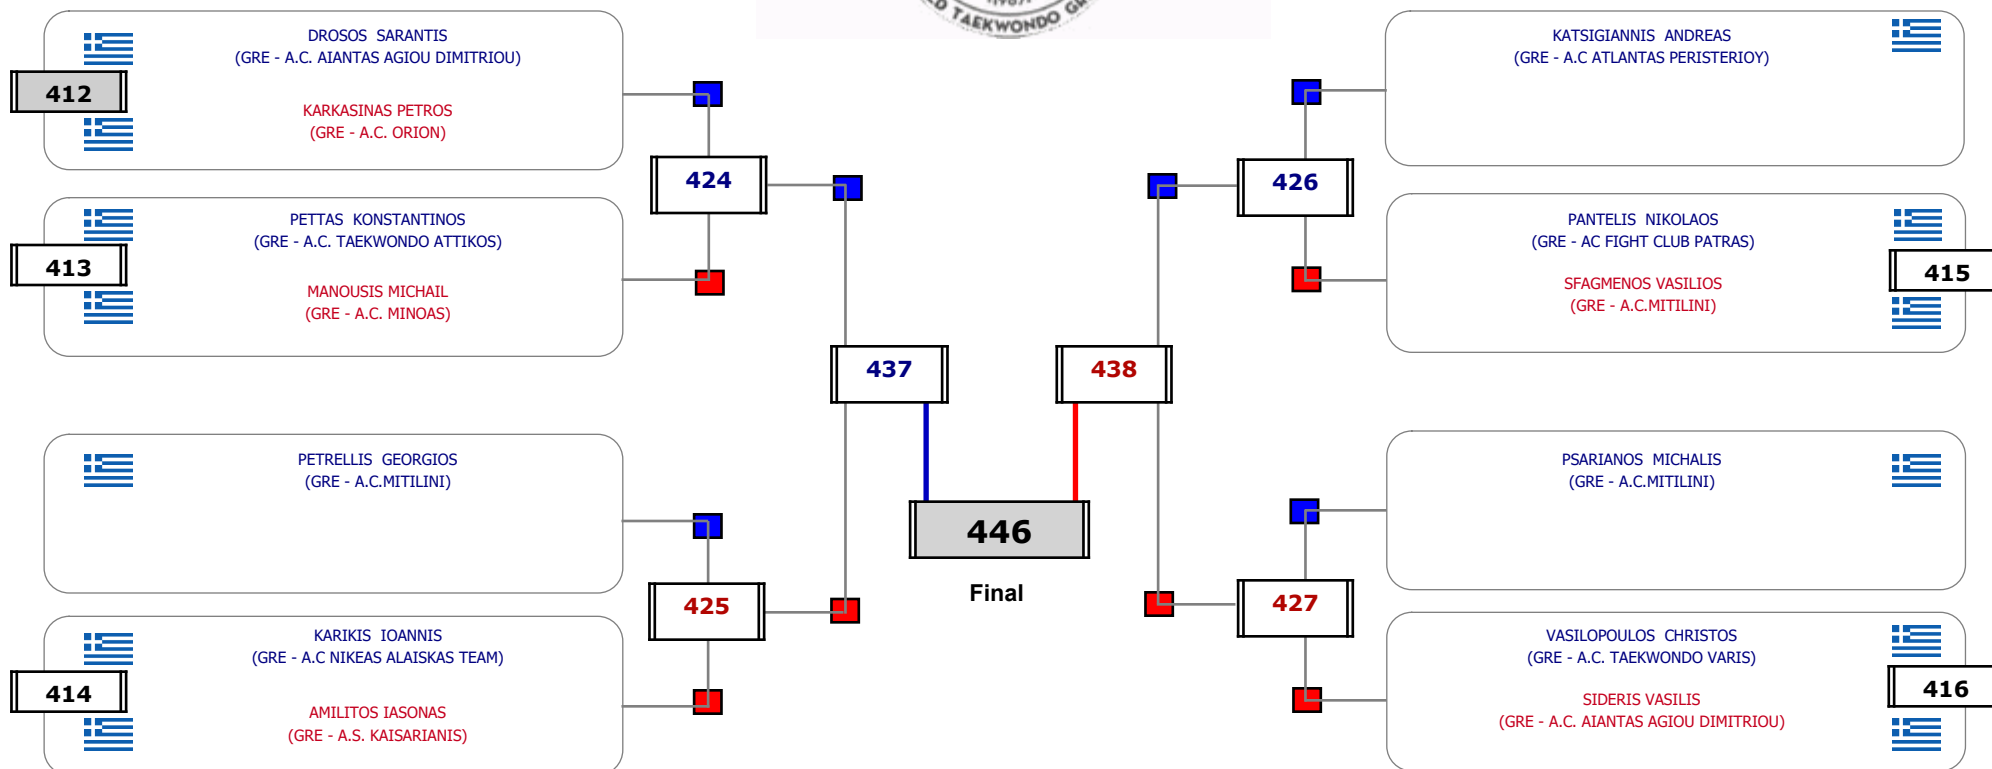 TAEKWONDO
DROSOS SARANTIS
(GRE - A.C. AIANTAS AGIOU DIMITRIOU)
412
KARKASINAS PETROS
(GRE - A.C. ORION)
PETTAS KONSTANTINOS
(GRE - A.C. TAEKWONDO ATTIKOS)
413
MANOUSIS MICHAIL
(GRE - A.C. MINOAS)
424
437
PETRELLIS GEORGIOS
(GRE - A.C.MITILINI)
425
KARIKIS IOANNIS
(GRE - A.C NIKEAS ALAISKAS TEAM)
414
AMILITOS IASONAS
(GRE - A.S. KAISARIANIS)
446
Final
KATSIGIANNIS ANDREAS
(GRE - A.C ATLANTAS PERISTERIOY)
426
PANTELIS NIKOLAOS
(GRE - AC FIGHT CLUB PATRAS)
415
SFAGMENOS VASILIOS
(GRE - A.C.MITILINI)
438
PSARIANOS MICHALIS
(GRE - A.C.MITILINI)
427
VASILOPOULOS CHRISTOS
(GRE - A.C. TAEKWONDO VARIS)
416
SIDERIS VASILIS
(GRE - A.C. AIANTAS AGIOU DIMITRIOU)